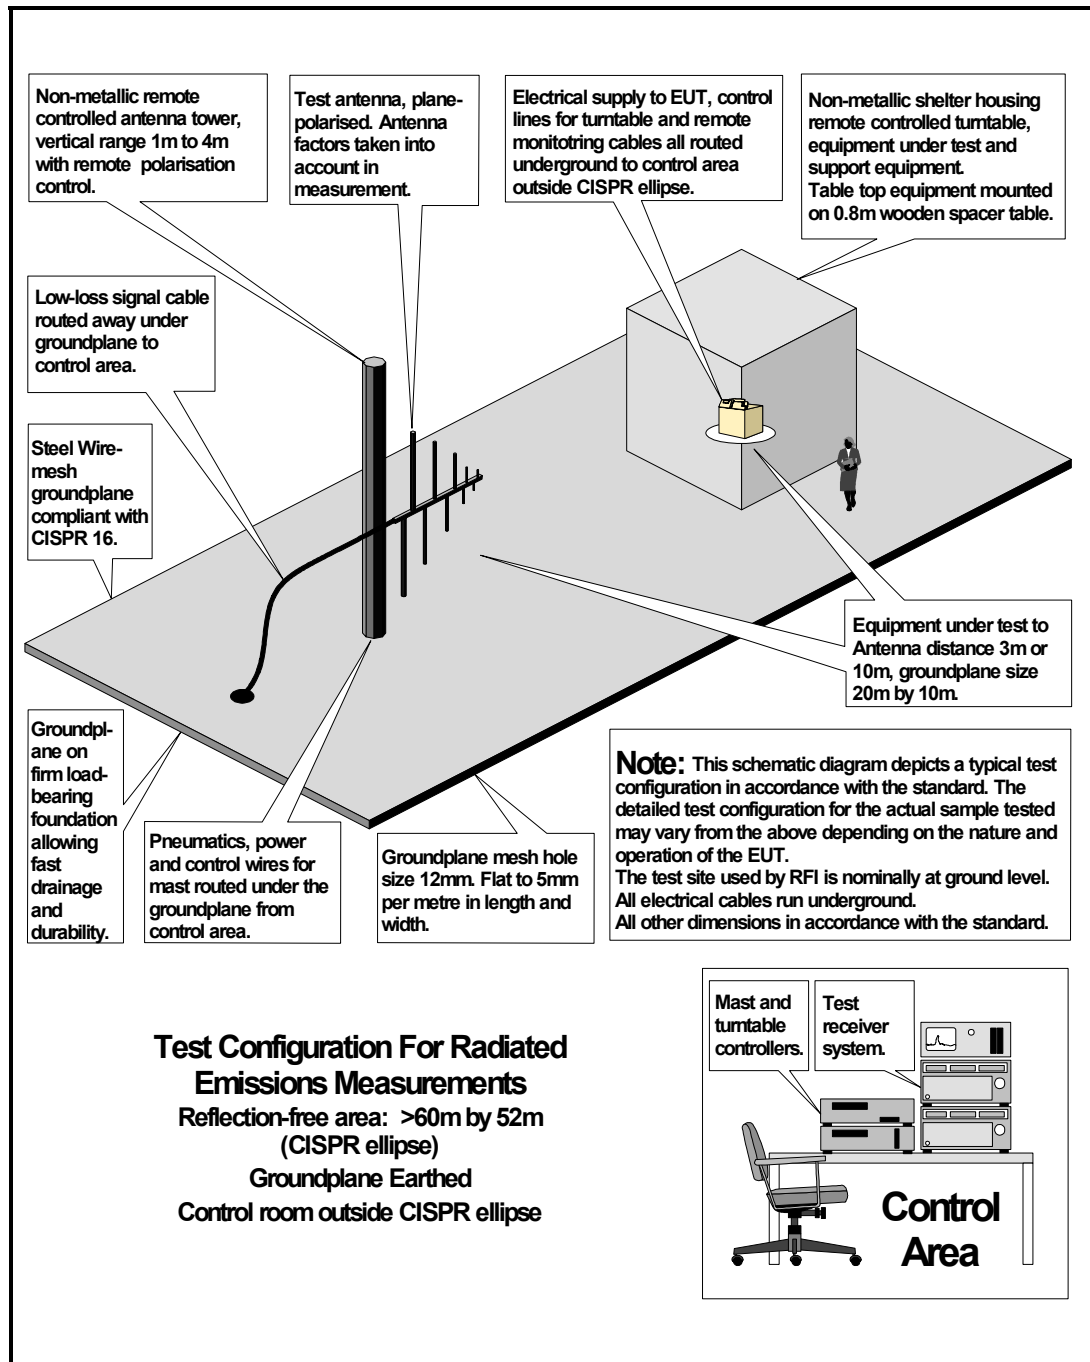 Non-metallic remote
controlled antenna tower,
vertical range 1m to 4m
with remote polarisation
control.
Test antenna, plane-
polarised. Antenna
factors taken into
account in
measurement.
Electrical supply to EUT, control
lines for turntable and remote
monitotring cables all routed
underground to control area
outside CISPR ellipse.
Non-metallic shelter housing
remote controlled turntable,
equipment under test and
support equipment.
Table top equipment mounted
on 0.8m wooden spacer table.
Low-loss signal cable
routed away under
groundplane to
control area.
Steel Wire-
mesh
groundplane
compliant with
CISPR 16.
Equipment under test to
Antenna distance 3m or
10m, groundplane size
20m by 10m.
Groundpl-
ane on
firm load-
bearing
foundation
allowing
fast
drainage
and
durability.
Pneumatics, power
and control wires for
mast routed under the
groundplane from
control area.
Groundplane mesh hole
size 12mm. Flat to 5mm
per metre in length and
width.
Note: This schematic diagram depicts a typical test
configuration in accordance with the standard. The
detailed test configuration for the actual sample tested
may vary from the above depending on the nature and
operation of the EUT.
The test site used by RFI is nominally at ground level.
All electrical cables run underground.
All other dimensions in accordance with the standard.
Test Configuration For Radiated
Emissions Measurements
Reflection-free area: >60m by 52m
(CISPR ellipse)
Groundplane Earthed
Control room outside CISPR ellipse
Mast and
turntable
controllers.
Test
receiver
system.
Control
Area